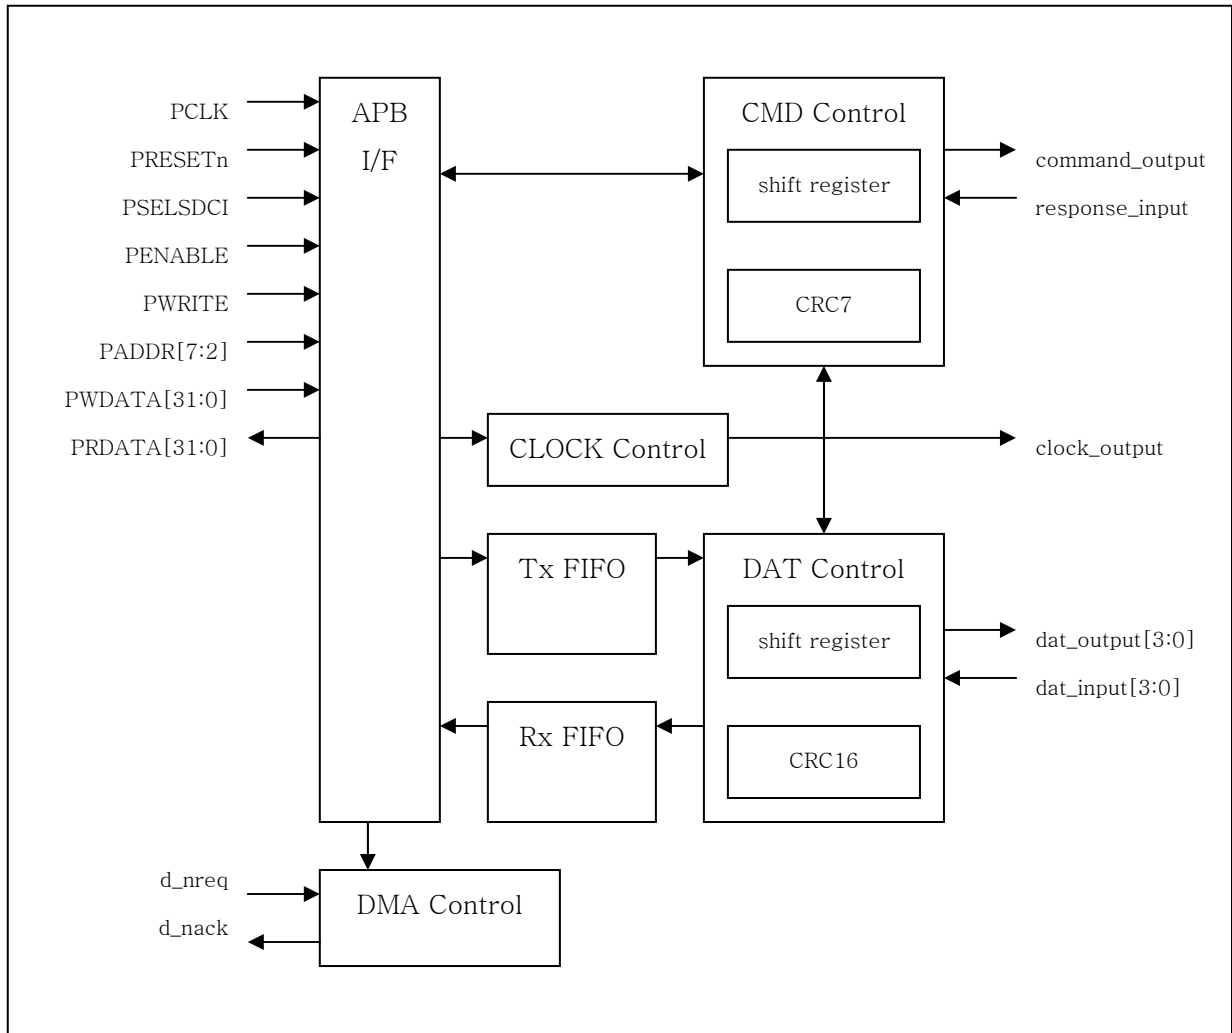 PCLK
PRESETn
PSELSDCI
PENABLE
PWRITE
PADDR[7:2]
PWDATA[31:0]
PRDATA[31:0]
APB
I/F
CMD Control
shift register
CRC7
command_output
response_input
CLOCK Control
clock_output
Tx FIFO
Rx FIFO
DAT Control
shift register
CRC16
dat_output[3:0]
dat_input[3:0]
d_nreq
d_nack
DMA Control